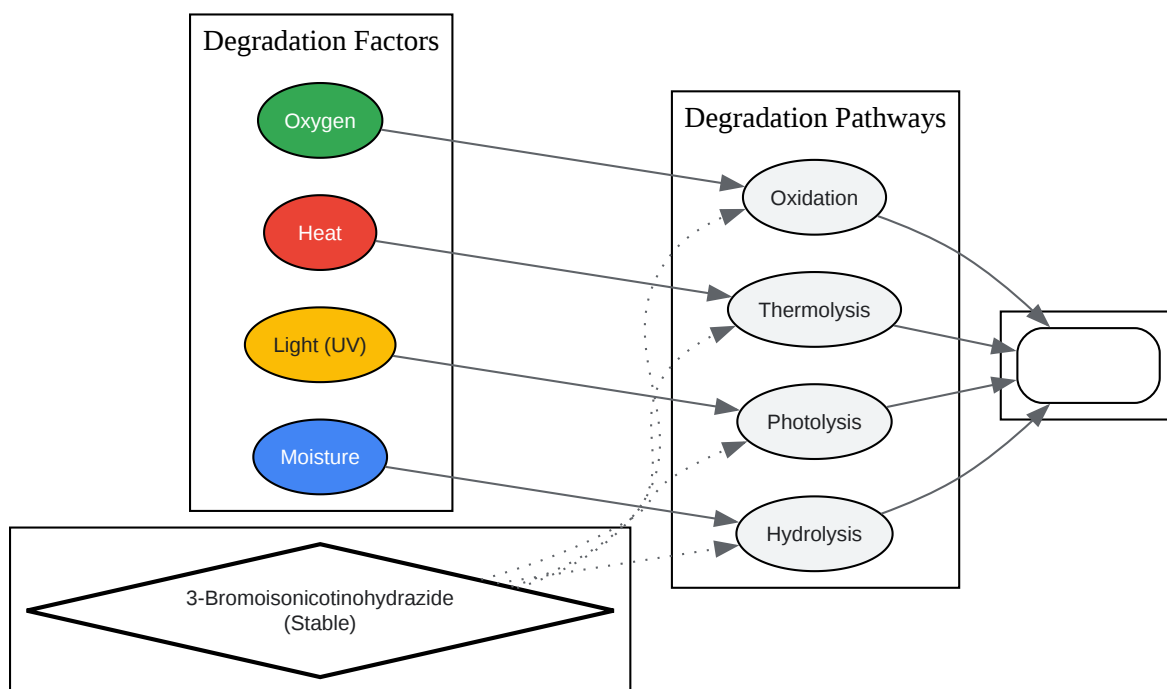 Degradation Factors
Oxygen
Heat
Light (UV)
Moisture
Degradation Pathways
Oxidation
Thermolysis
Photolysis
Hydrolysis
3-Bromoisonicotinohydrazide
(Stable)